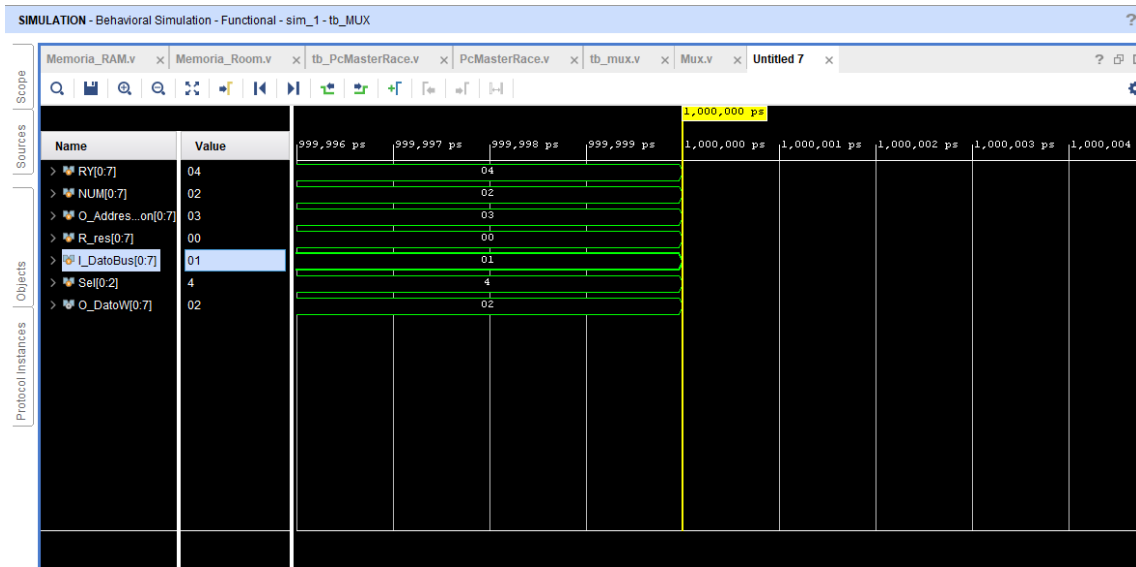 SIMULATION - Behavioral Simulation - Functional - sim_1 - tb_MUX ?
Memoria_RAM.v × Memoria_Room.v × tb_PcMasterRace.v × PcMasterRace.v × tb_mux.v × Mux.v × Untitled 7 × ?
Scope
Sources
Objects
Protocol Instances
1,000,000 ps
Name Value 999,996 ps 999,997 ps 999,998 ps 999,999 ps 1,000,000 ps 1,000,001 ps 1,000,002 ps 1,000,003 ps 1,000,004
> RY[0:7] 04 04
> NUM[0:7] 02 02
> O_Addres...on[0:7] 03 03
> R_res[0:7] 00 00
> I_DatoBus[0:7] 01 01
> Sel[0:2] 4 4
> O_DatoW[0:7] 02 02